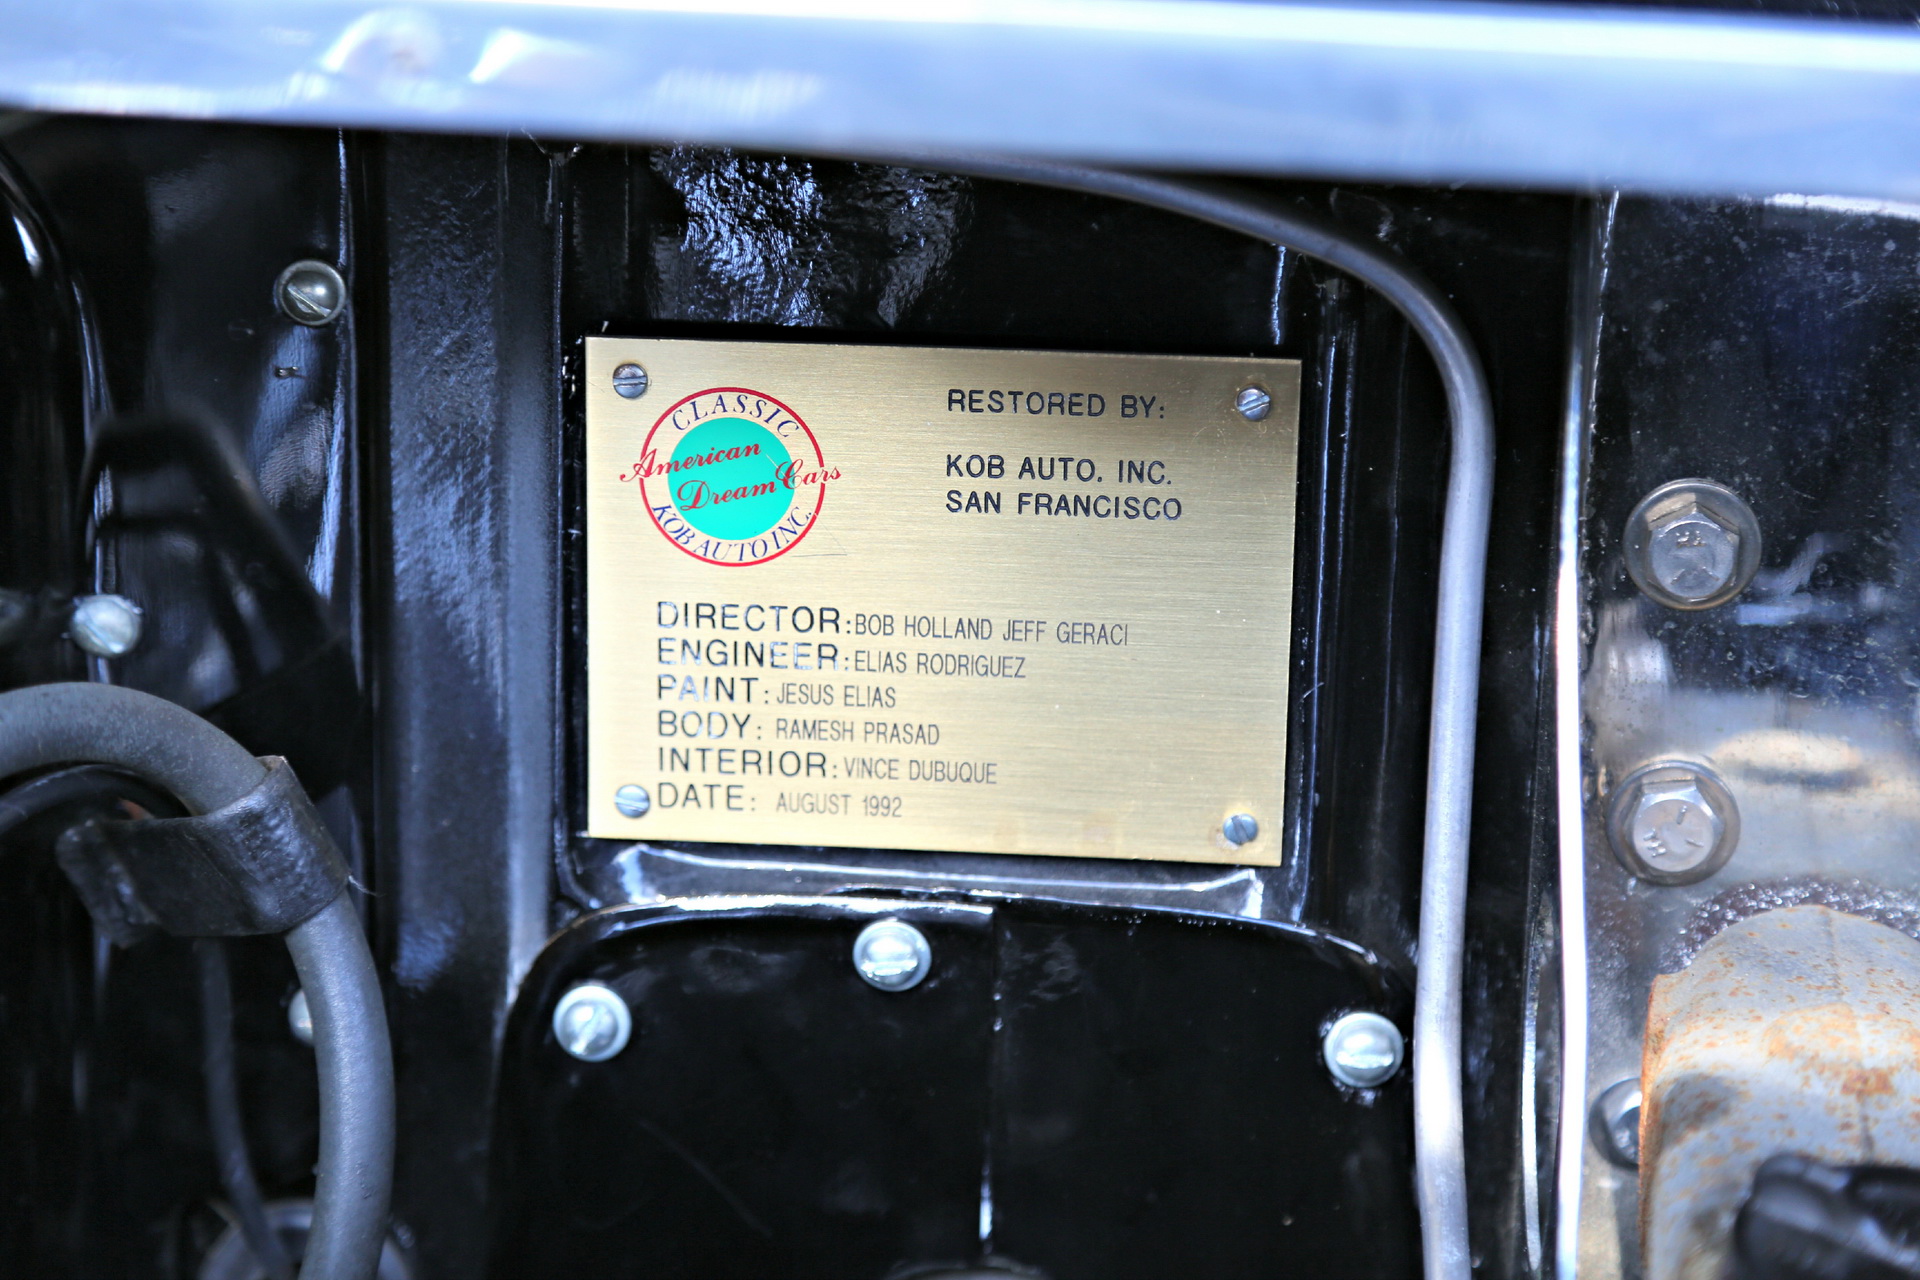 CLASSIC
American
Dream Cars
KOB AUTO INC.
RESTORED BY:
KOB AUTO. INC.
SAN FRANCISCO
DIRECTOR: BOB HOLLAND JEFF GERACI
ENGINEER: ELIAS RODRIGUEZ
PAINT: JESUS ELIAS
BODY: RAMESH PRASAD
INTERIOR: VINCE DUBUQUE
DATE: AUGUST 1992